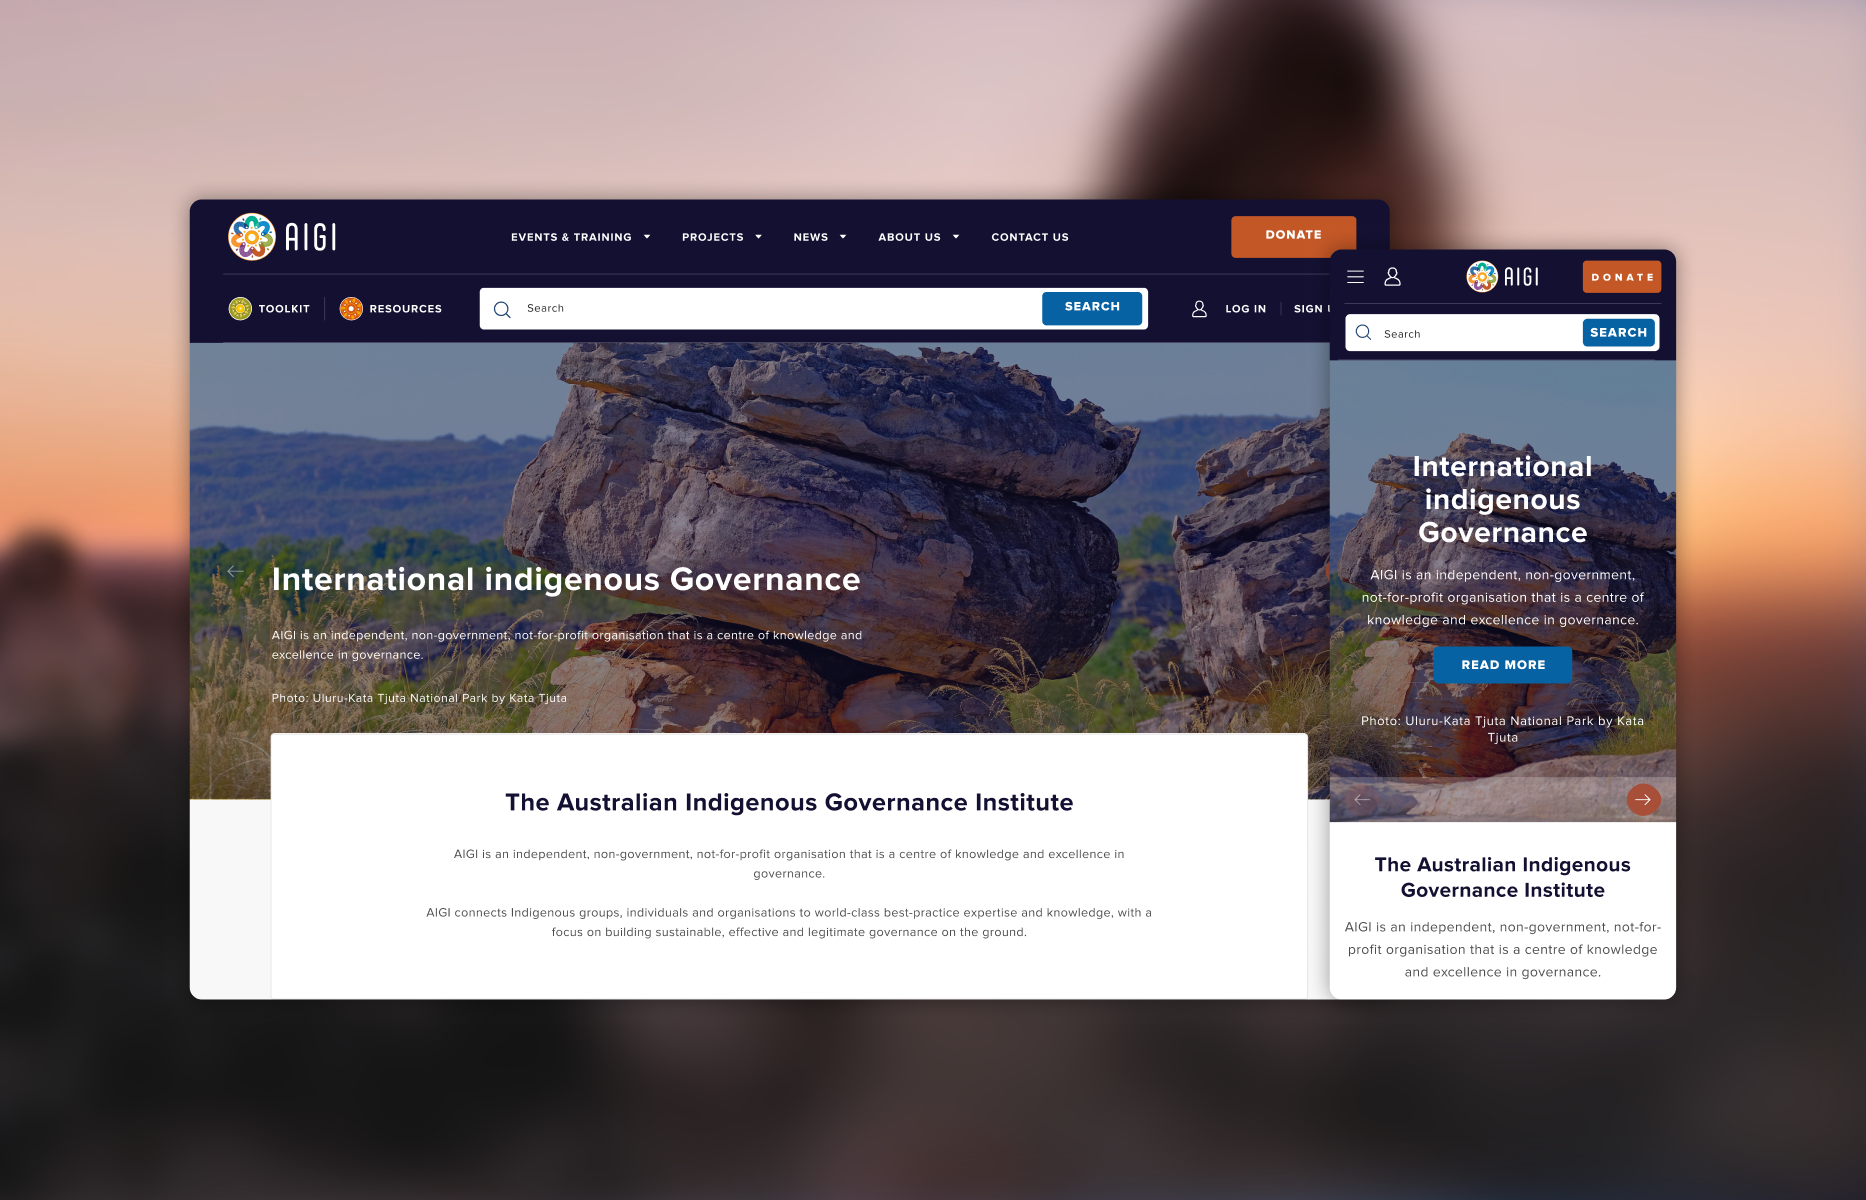 AIGI
EVENTS & TRAINING
PROJECTS
NEWS
ABOUT US
CONTACT US
DONATE
TOOLKIT
RESOURCES
Search
SEARCH
LOG IN
SIGN
International indigenous Governance
AIGI is an independent, non-government, not-for-profit organisation that is a centre of knowledge and
excellence in governance.
Photo: Uluru-Kata Tjuta National Park by Kata Tjuta
The Australian Indigenous Governance Institute
AIGI is an independent, non-government, not-for-profit organisation that is a centre of knowledge and excellence in
governance.
AIGI connects Indigenous groups, individuals and organisations to world-class best-practice expertise and knowledge, with a
focus on building sustainable, effective and legitimate governance on the ground.
AIGI
DONATE
Search
SEARCH
International
indigenous
Governance
AIGI is an independent, non-government,
not-for-profit organisation that is a centre of
knowledge and excellence in governance.
READ MORE
Photo: Uluru-Kata Tjuta National Park by Kata
Tjuta
The Australian Indigenous
Governance Institute
AIGI is an independent, non-government, not-for-
profit organisation that is a centre of knowledge
and excellence in governance.